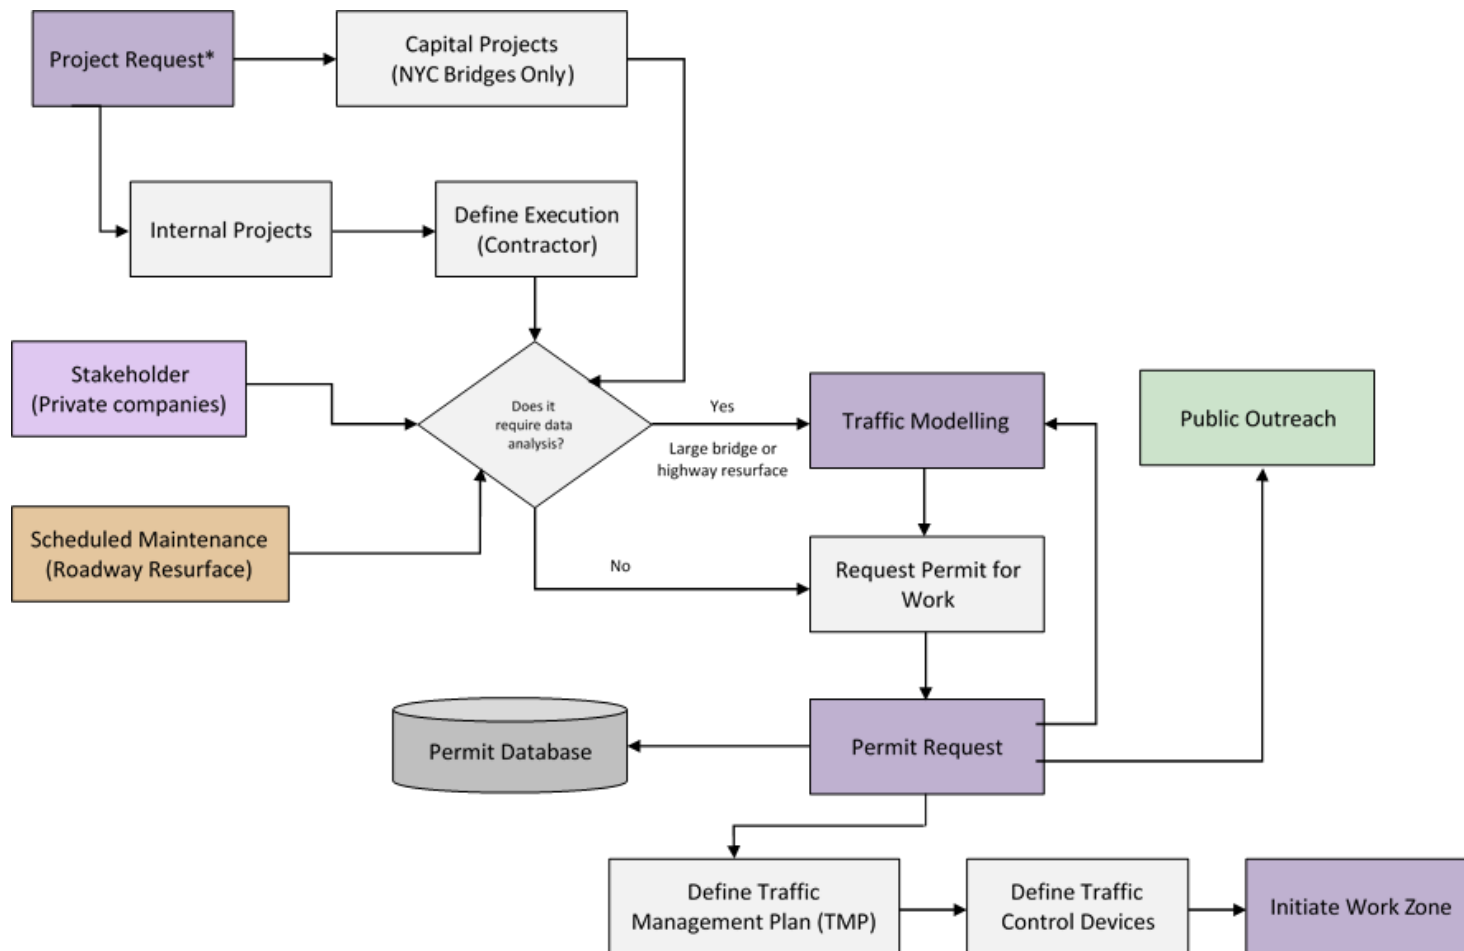 Project Request*
Capital Projects
(NYC Bridges Only)
Internal Projects
Define Execution
(Contractor)
Stakeholder
(Private companies)
Does it
require data
analysis?
Yes
Large bridge or
highway resurface
Traffic Modelling
Public Outreach
Scheduled Maintenance
(Roadway Resurface)
No
Request Permit for
Work
Permit Database
Permit Request
Define Traffic
Management Plan (TMP)
Define Traffic
Control Devices
Initiate Work Zone